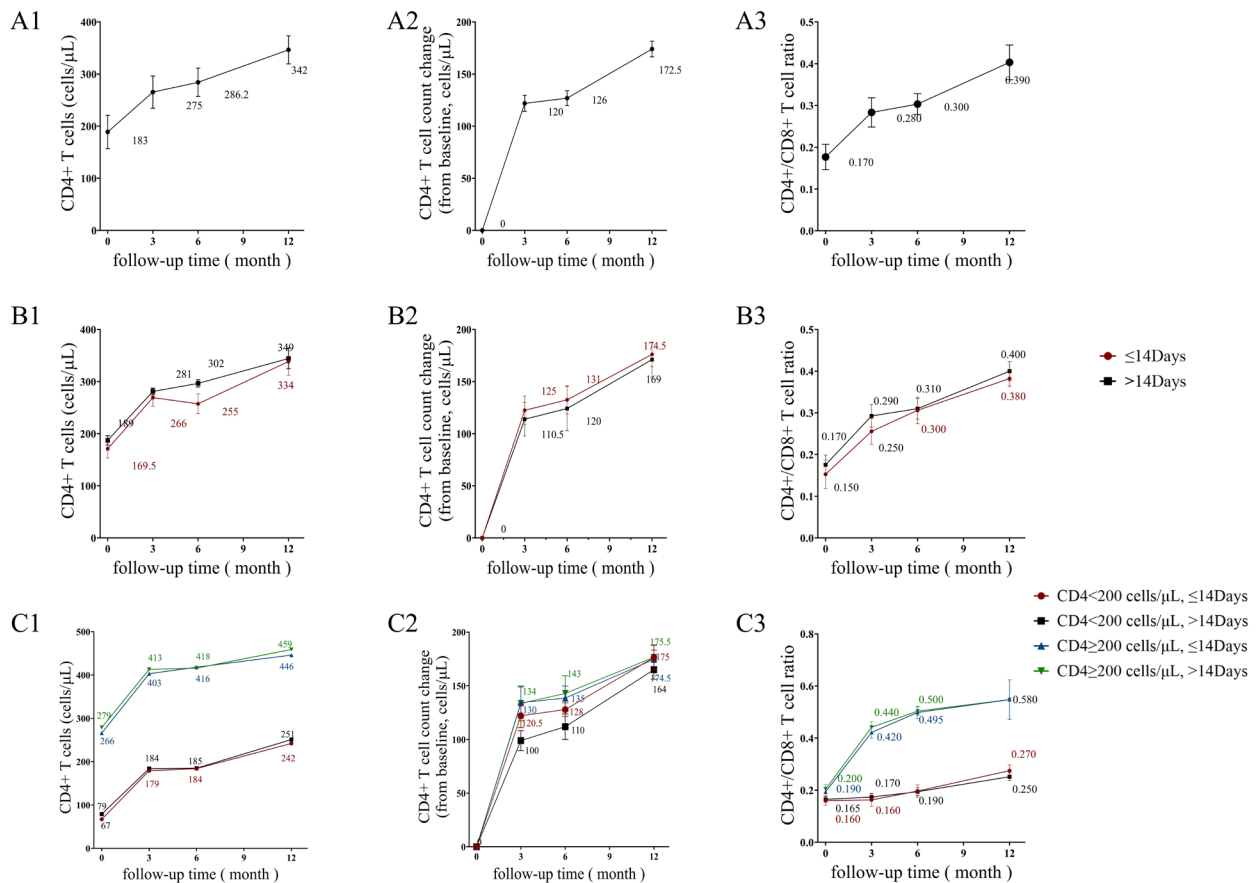 A1
CD4+ T cells (cells/μL)
400
300
200
100
0
183
275
286.2
342
0 3 6 9 12
follow-up time ( month )
A2
CD4+ T cell count change
(from baseline, cells/μL)
200
150
100
50
0
0
120
126
172.5
0 3 6 9 12
follow-up time ( month )
A3
CD4+/CD8+ T cell ratio
0.5
0.4
0.3
0.2
0.1
0.0
0.170
0.280
0.300
0.390
0 3 6 9 12
follow-up time ( month )
B1
CD4+ T cells (cells/μL)
400
300
200
100
0
189
281
302
349
169.5
266
255
334
0 3 6 9 12
follow-up time ( month )
B2
CD4+ T cell count change
(from baseline, cells/μL)
200
150
100
50
0
0
125
131
174.5
110.5
120
169
0 3 6 9 12
follow-up time ( month )
B3
CD4+/CD8+ T cell ratio
0.5
0.4
0.3
0.2
0.1
0.0
0.170
0.290
0.310
0.400
0.150
0.250
0.300
0.380
0 3 6 9 12
follow-up time ( month )
≤14Days
>14Days
C1
CD4+ T cells (cells/μL)
500
400
300
200
100
0
279
413
418
459
266
403
416
446
79
184
185
251
67
179
184
242
0 3 6 9 12
follow-up time ( month )
C2
CD4+ T cell count change
(from baseline, cells/μL)
200
150
100
50
0
0
134
143
175.5
130
135
174.5
120.5
128
175
100
110
164
0 3 6 9 12
follow-up time ( month )
C3
CD4+/CD8+ T cell ratio
0.8
0.6
0.4
0.2
0.0
0.200
0.440
0.500
0.580
0.190
0.420
0.495
0.165
0.170
0.190
0.250
0.160
0.160
0.270
0 3 6 9 12
follow-up time ( month )
CD4<200 cells/μL, ≤14Days
CD4<200 cells/μL, >14Days
CD4≥200 cells/μL, ≤14Days
CD4≥200 cells/μL, >14Days